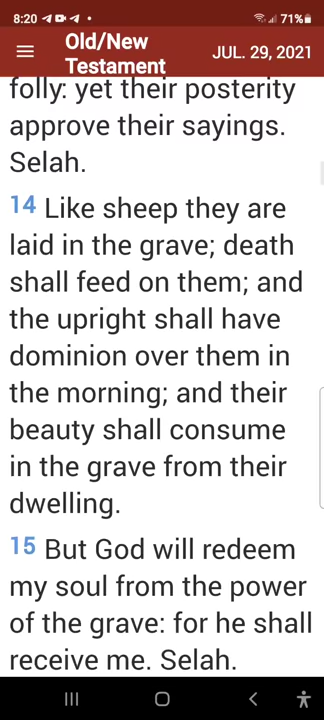 8:20
71%
Old/New
Testament
JUL. 29, 2021
folly: yet their posterity
approve their sayings.
Selah.
14 Like sheep they are
laid in the grave; death
shall feed on them; and
the upright shall have
dominion over them in
the morning; and their
beauty shall consume
in the grave from their
dwelling.
15 But God will redeem
my soul from the power
of the grave: for he shall
receive me. Selah.